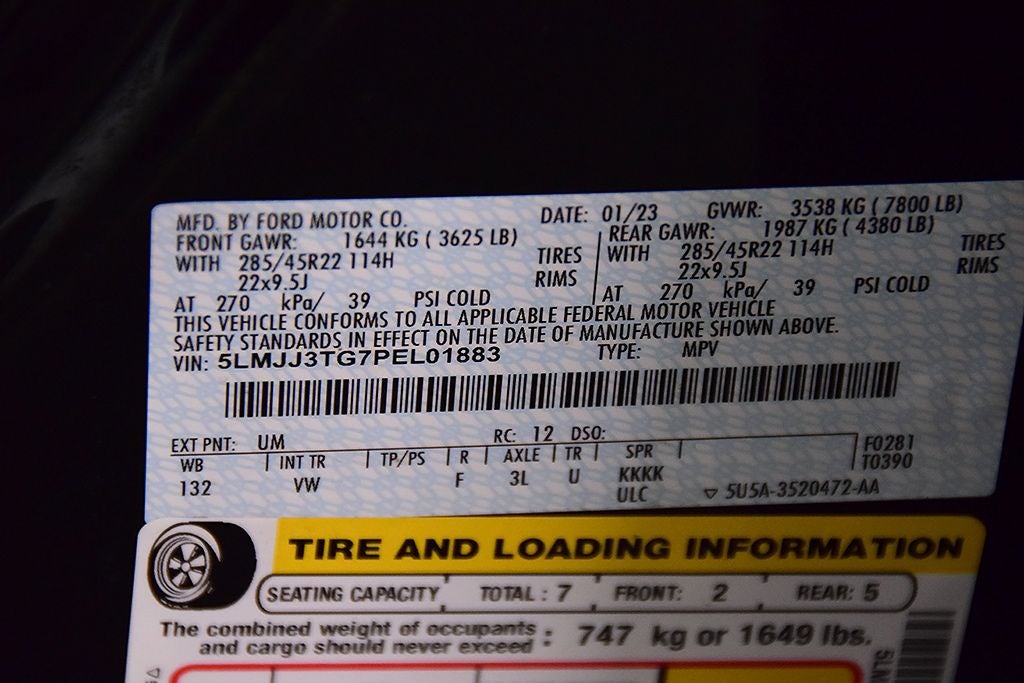 MFD. BY FORD MOTOR CO. DATE: 01/23 GVWR: 3538 KG ( 7800 LB)
FRONT GAWR: 1644 KG ( 3625 LB) REAR GAWR: 1987 KG ( 4380 LB)
WITH 285/45R22 114H TIRES WITH 285/45R22 114H TIRES
22x9.5J RIMS 22x9.5J RIMS
AT 270 kPa/ 39 PSI COLD AT 270 kPa/ 39 PSI COLD
THIS VEHICLE CONFORMS TO ALL APPLICABLE FEDERAL MOTOR VEHICLE
SAFETY STANDARDS IN EFFECT ON THE DATE OF MANUFACTURE SHOWN ABOVE.
VIN: 5LMJJ3TG7PEL01883 TYPE: MPV
EXT PNT: UM RC: 12 DSO:
WB INT TR TP/PS R AXLE TR SPR F0281
132 VW F 3L U KKKK T0390
ULC ▽ 5U5A-3520472-AA
TIRE AND LOADING INFORMATION
SEATING CAPACITY TOTAL : 7 FRONT: 2 REAR: 5
The combined weight of occupants
and cargo should never exceed : 747 kg or 1649 lbs.